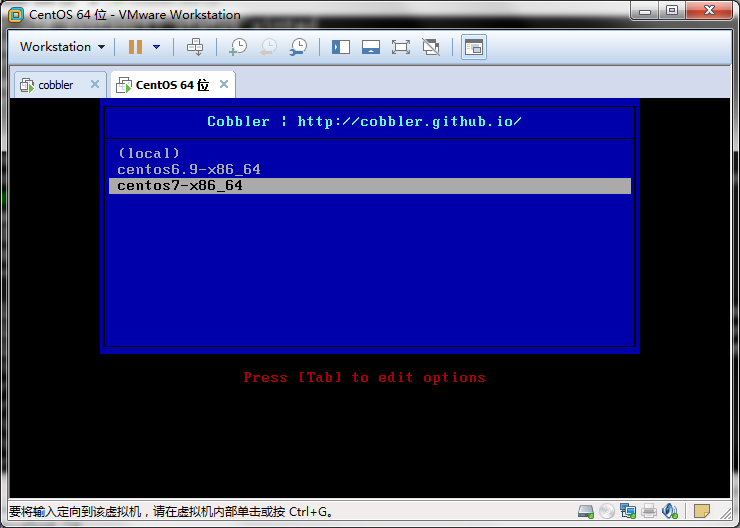 CentOS 64 位 - VMware Workstation
Workstation
cobbler
CentOS 64 位
Cobbler | http://cobbler.github.io/
(local)
centos6.9-x86_64
centos7-x86_64
Press [Tab] to edit options
要将输入定向到该虚拟机，请在虚拟机内部单击或按 Ctrl+G。